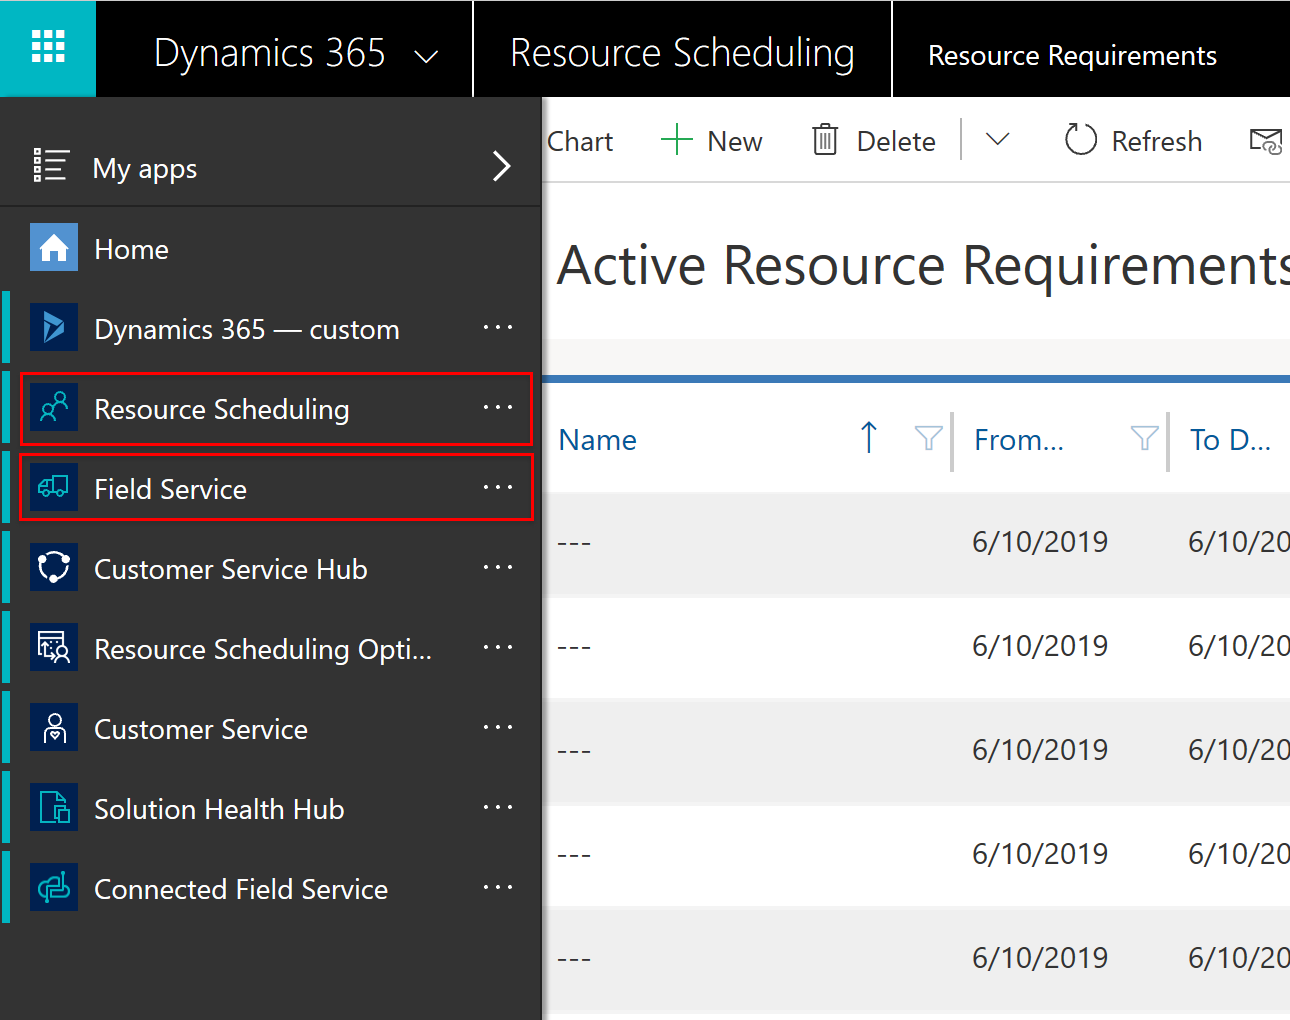 Dynamics 365 Resource Scheduling Resource Requirements
My apps
Home
Dynamics 365 — custom ...
Resource Scheduling ...
Field Service ...
Customer Service Hub ...
Resource Scheduling Opti... ...
Customer Service ...
Solution Health Hub ...
Connected Field Service ...
Chart New Delete Refresh
Active Resource Requirements
Name From... To D...
--- 6/10/2019 6/10/20
--- 6/10/2019 6/10/20
--- 6/10/2019 6/10/20
--- 6/10/2019 6/10/20
--- 6/10/2019 6/10/20